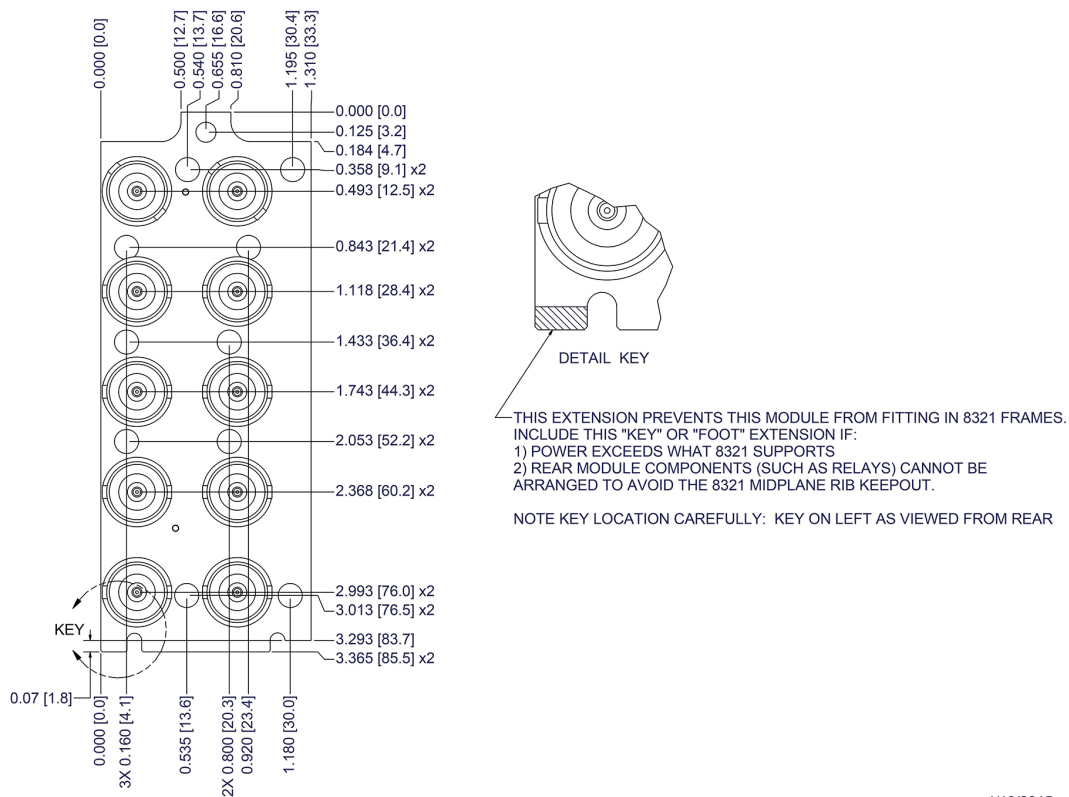 0.000 [0.0]
0.500 [12.7]
0.540 [13.7]
0.655 [16.6]
0.810 [20.6]
1.195 [30.4]
1.310 [33.3]
0.000 [0.0]
0.125 [3.2]
0.184 [4.7]
0.358 [9.1] x2
0.493 [12.5] x2
0.843 [21.4] x2
1.118 [28.4] x2
1.433 [36.4] x2
1.743 [44.3] x2
2.053 [52.2] x2
2.368 [60.2] x2
2.993 [76.0] x2
3.013 [76.5] x2
3.293 [83.7]
3.365 [85.5] x2
KEY
0.07 [1.8]
0.000 [0.0]
3X 0.160 [4.1]
0.535 [13.6]
2X 0.800 [20.3]
0.920 [23.4]
1.180 [30.0]
DETAIL KEY
THIS EXTENSION PREVENTS THIS MODULE FROM FITTING IN 8321 FRAMES.
INCLUDE THIS "KEY" OR "FOOT" EXTENSION IF:
1) POWER EXCEEDS WHAT 8321 SUPPORTS
2) REAR MODULE COMPONENTS (SUCH AS RELAYS) CANNOT BE
ARRANGED TO AVOID THE 8321 MIDPLANE RIB KEEPOUT.
NOTE KEY LOCATION CAREFULLY: KEY ON LEFT AS VIEWED FROM REAR